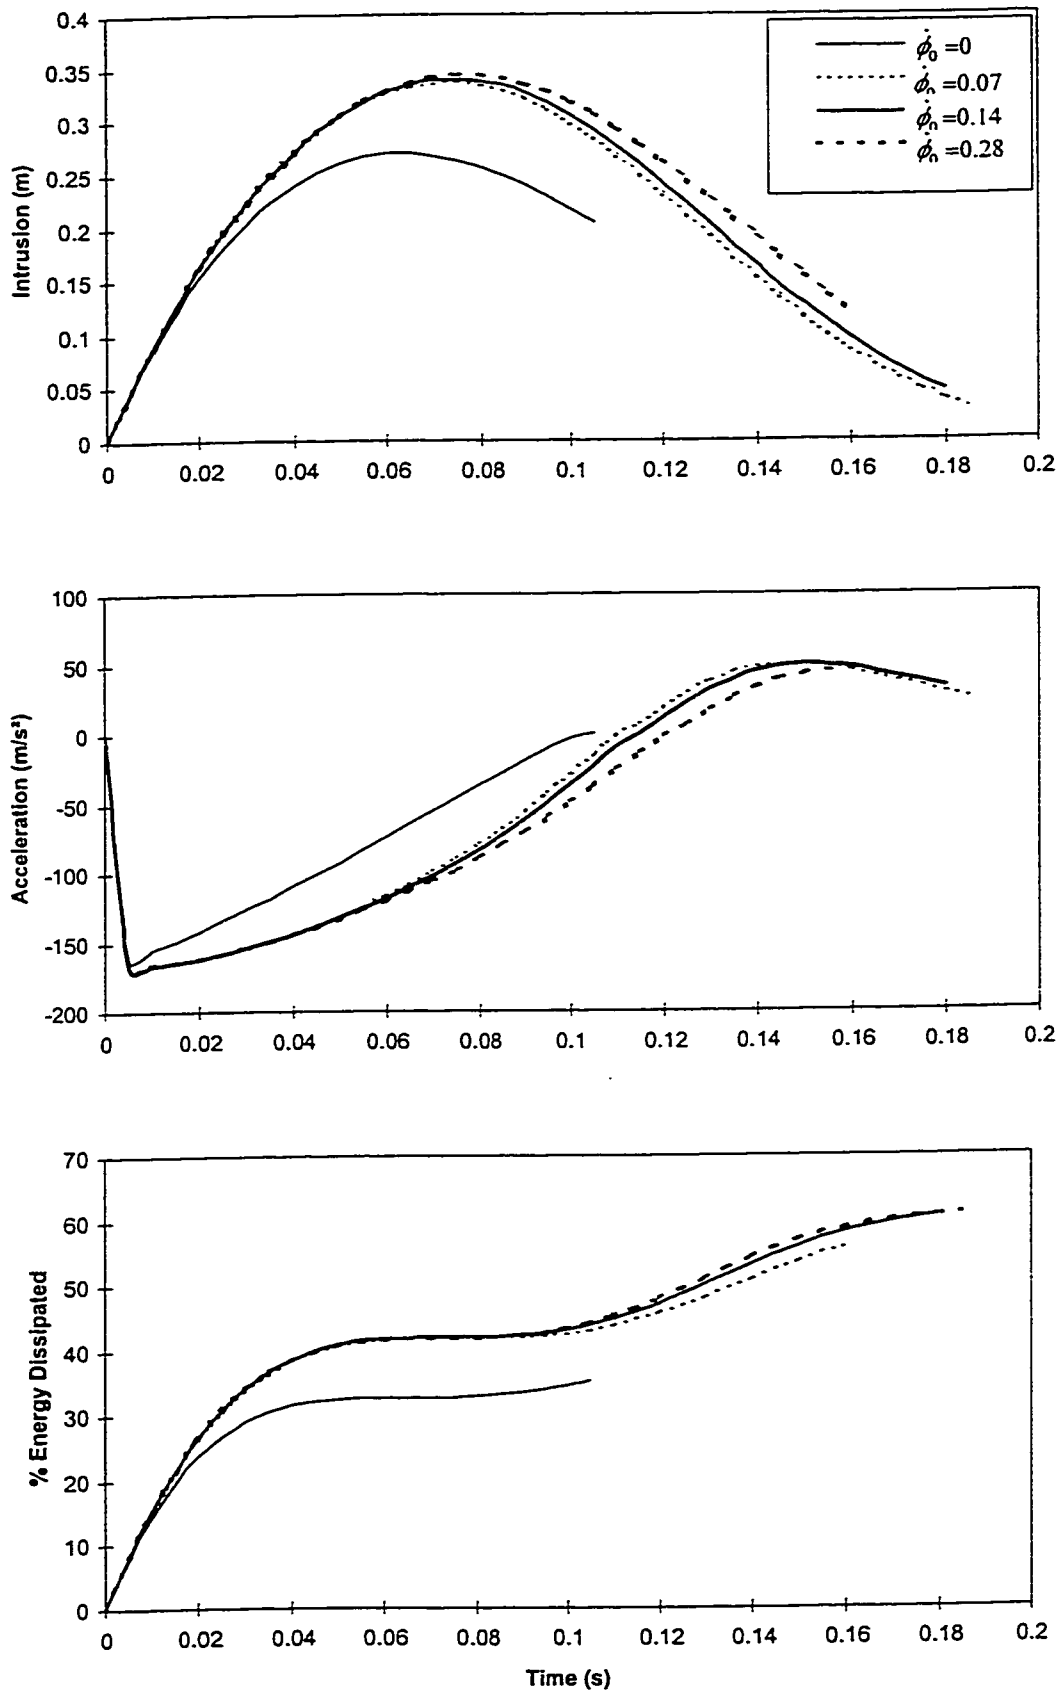 0.4
0.35
0.3
0.25
0.2
0.15
0.1
0.05
0
Intrusion (m)
0 0.02 0.04 0.06 0.08 0.1 0.12 0.14 0.16 0.18 0.2
ϕ̇₀ =0
ϕ̇₀ =0.07
ϕ̇₀ =0.14
ϕ̇₀ =0.28
100
50
0
-50
-100
-150
-200
Acceleration (m/s²)
0 0.02 0.04 0.06 0.08 0.1 0.12 0.14 0.16 0.18 0.2
70
60
50
40
30
20
10
0
% Energy Dissipated
0 0.02 0.04 0.06 0.08 0.1 0.12 0.14 0.16 0.18 0.2
Time (s)